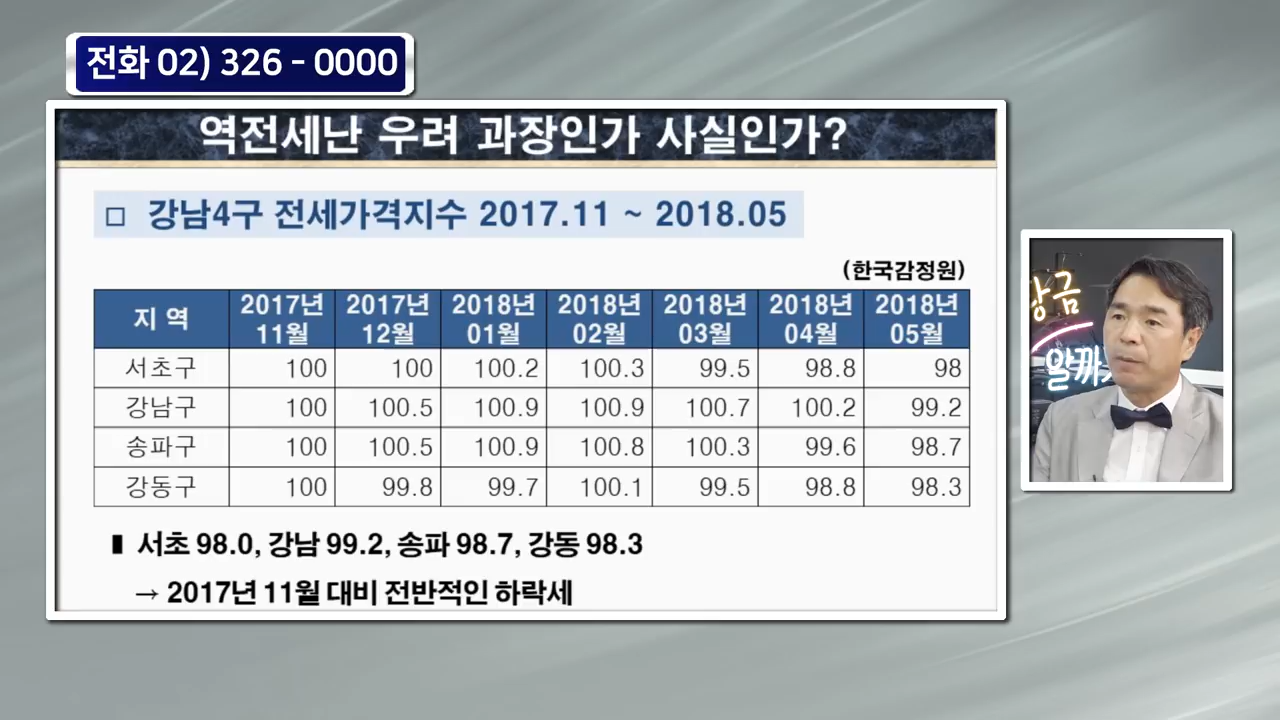 전화 02) 326 - 0000
역전세난 우려 과장인가 사실인가?
□ 강남4구 전세가격지수 2017.11 ~ 2018.05
(한국감정원)
지 역 2017년 11월 2017년 12월 2018년 01월 2018년 02월 2018년 03월 2018년 04월 2018년 05월
서초구 100 100 100.2 100.3 99.5 98.8 98
강남구 100 100.5 100.9 100.9 100.7 100.2 99.2
송파구 100 100.5 100.9 100.8 100.3 99.6 98.7
강동구 100 99.8 99.7 100.1 99.5 98.8 98.3
▮ 서초 98.0, 강남 99.2, 송파 98.7, 강동 98.3
→ 2017년 11월 대비 전반적인 하락세
상금
알까